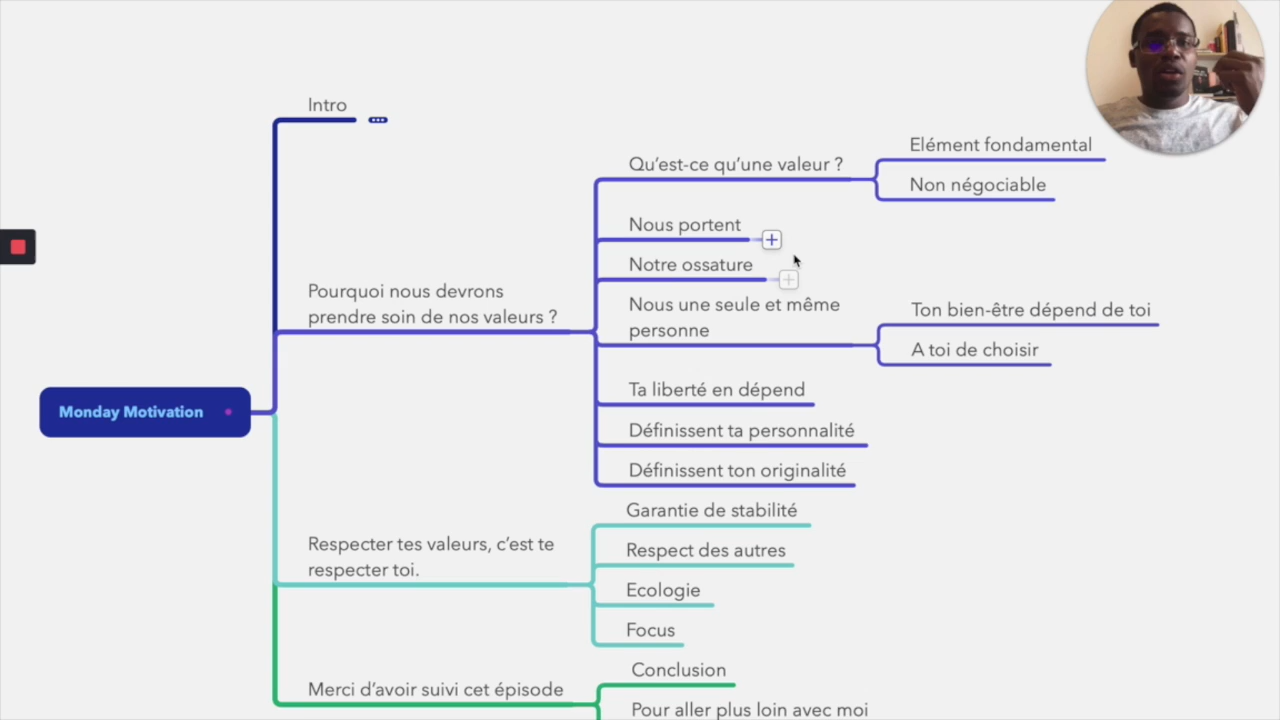 Intro
Qu'est-ce qu'une valeur ?
Elément fondamental
Non négociable
Nous portent
Notre ossature
Pourquoi nous devrons
prendre soin de nos valeurs ?
Nous une seule et même
personne
Ton bien-être dépend de toi
A toi de choisir
Monday Motivation
Ta liberté en dépend
Définissent ta personnalité
Définissent ton originalité
Respecter tes valeurs, c'est te
respecter toi.
Garantie de stabilité
Respect des autres
Ecologie
Focus
Merci d'avoir suivi cet épisode
Conclusion
Pour aller plus loin avec moi